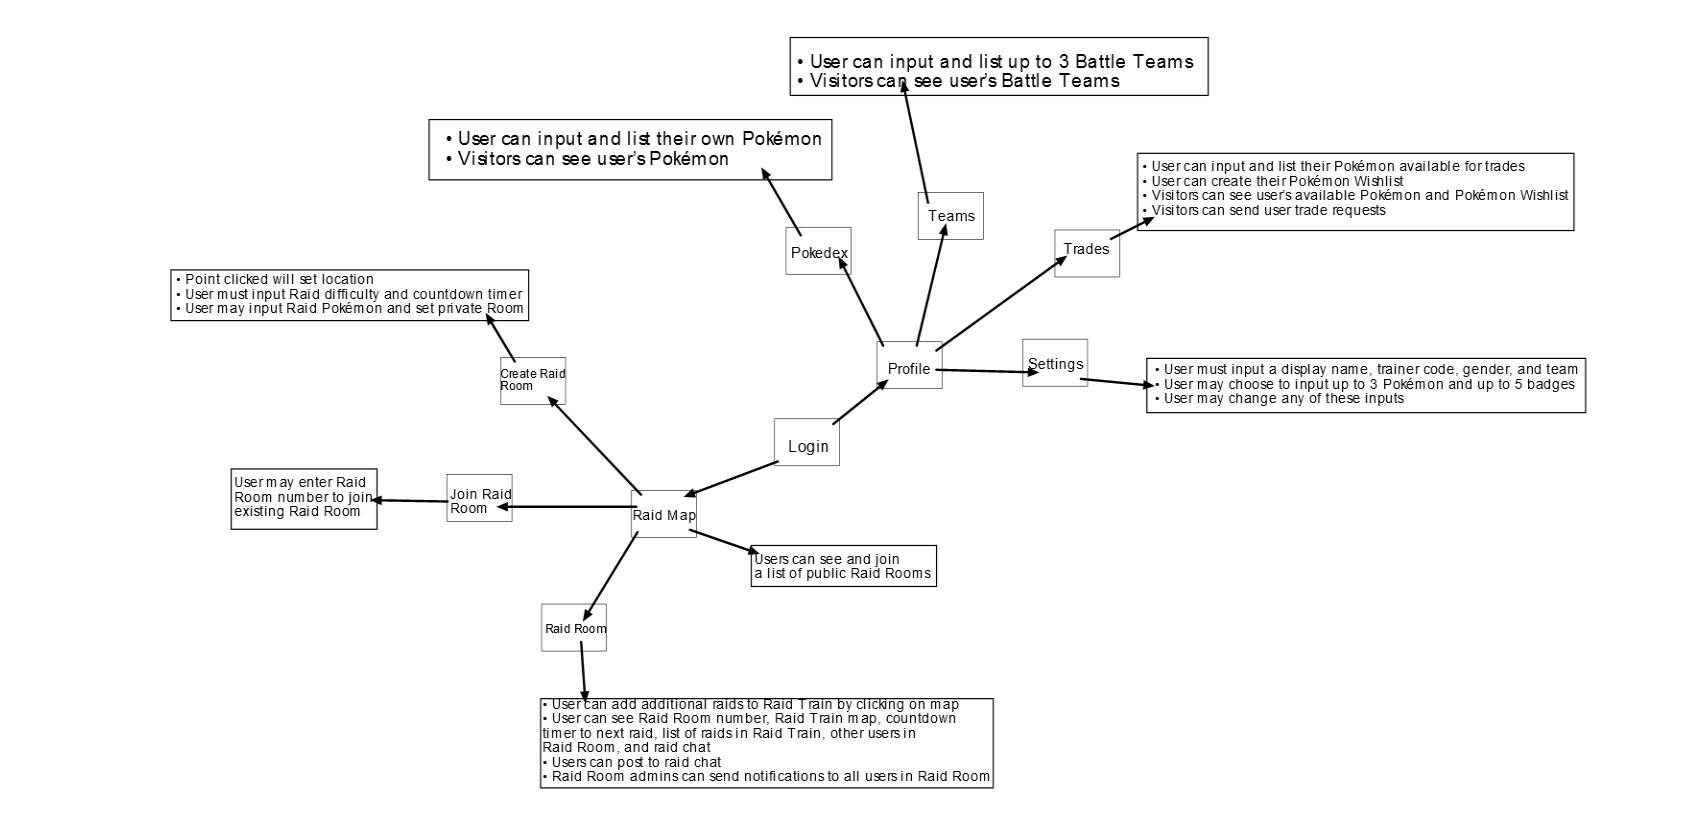 • User can input and list up to 3 Battle Teams
• Visitors can see user's Battle Teams
• User can input and list their own Pokémon
• Visitors can see user's Pokémon
• User can input and list their Pokémon available for trades
• User can create their Pokémon Wishlist
• Visitors can see user's available Pokémon and Pokémon Wishlist
• Visitors can send user trade requests
Teams
Pokedex
Trades
• Point clicked will set location
• User must input Raid difficulty and countdown timer
• User may input Raid Pokémon and set private Room
Create Raid
Room
Profile
Settings
• User must input a display name, trainer code, gender, and team
• User may choose to input up to 3 Pokémon and up to 5 badges
• User may change any of these inputs
Login
User may enter Raid
Room number to join
existing Raid Room
Join Raid
Room
Raid Map
Users can see and join
a list of public Raid Rooms
Raid Room
• User can add additional raids to Raid Train by clicking on map
• User can see Raid Room number, Raid Train map, countdown
timer to next raid, list of raids in Raid Train, other users in
Raid Room, and raid chat
• Users can post to raid chat
• Raid Room admins can send notifications to all users in Raid Room